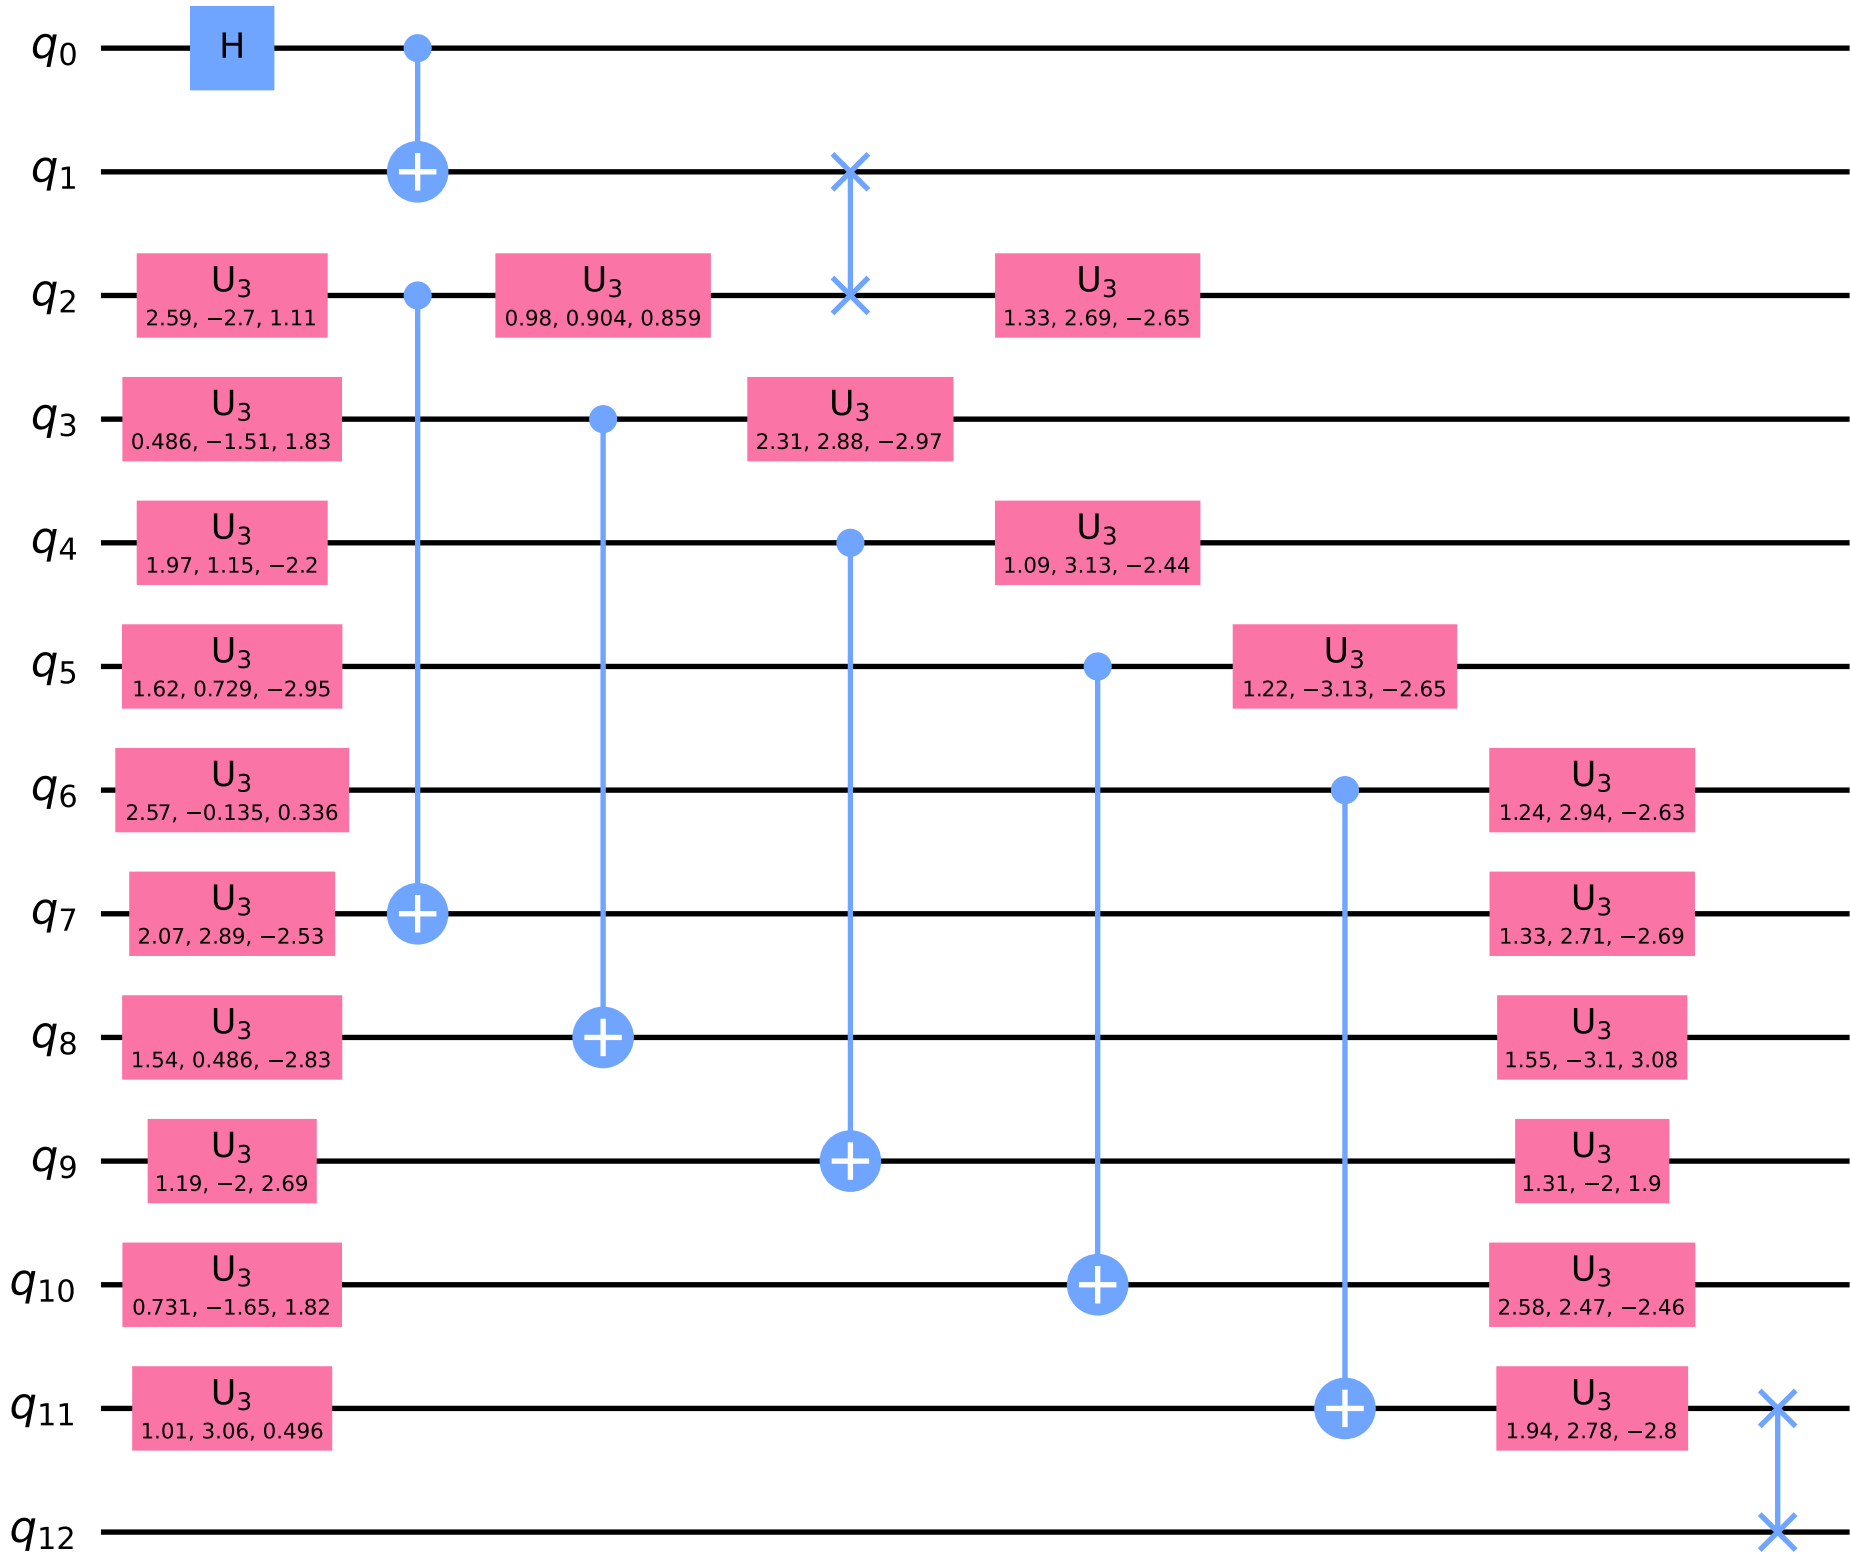 q0 H
q1
q2 U3 U3 U3
2.59, −2.7, 1.11 0.98, 0.904, 0.859 1.33, 2.69, −2.65
q3 U3 U3
0.486, −1.51, 1.83 2.31, 2.88, −2.97
q4 U3 U3
1.97, 1.15, −2.2 1.09, 3.13, −2.44
q5 U3 U3
1.62, 0.729, −2.95 1.22, −3.13, −2.65
q6 U3 U3
2.57, −0.135, 0.336 1.24, 2.94, −2.63
q7 U3 U3
2.07, 2.89, −2.53 1.33, 2.71, −2.69
q8 U3 U3
1.54, 0.486, −2.83 1.55, −3.1, 3.08
q9 U3 U3
1.19, −2, 2.69 1.31, −2, 1.9
q10 U3 U3
0.731, −1.65, 1.82 2.58, 2.47, −2.46
q11 U3 U3
1.01, 3.06, 0.496 1.94, 2.78, −2.8
q12